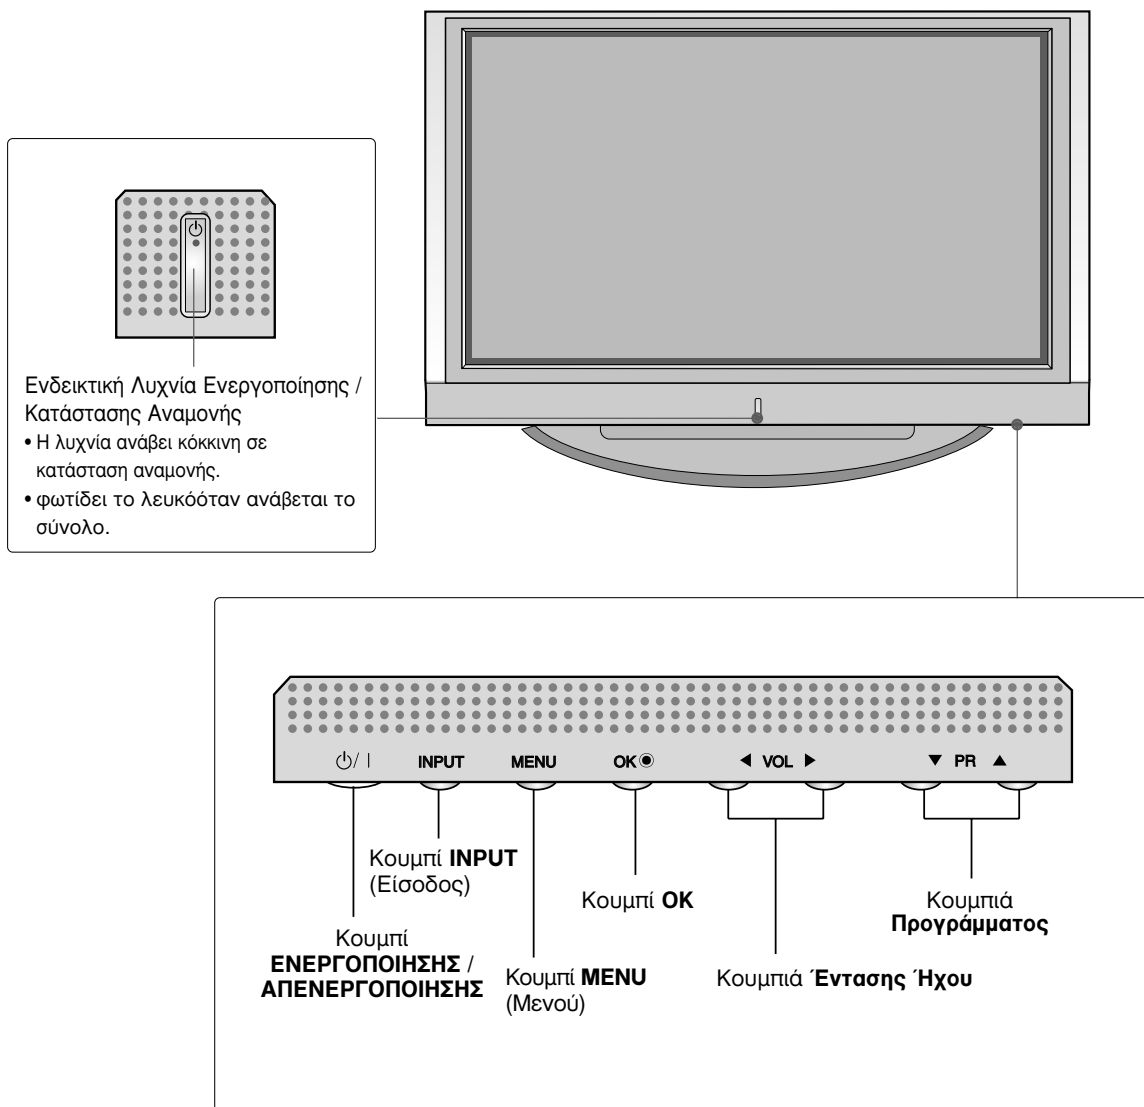 Ενδεικτική Λυχνία Ενεργοποίησης /
Κατάστασης Αναμονής
• Η λυχνία ανάβει κόκκινη σε
κατάσταση αναμονής.
• φωτίδει το λευκόόταν ανάβεται το
σύνολο.
⏻/ I INPUT MENU OK◉ ◀ VOL ▶ ▼ PR ▲
Κουμπί INPUT
(Είσοδος)
Κουμπί OK
Κουμπιά
Προγράμματος
Κουμπί
ΕΝΕΡΓΟΠΟΙΗΣΗΣ /
ΑΠΕΝΕΡΓΟΠΟΙΗΣΗΣ
Κουμπί MENU
(Μενού)
Κουμπιά Έντασης Ήχου